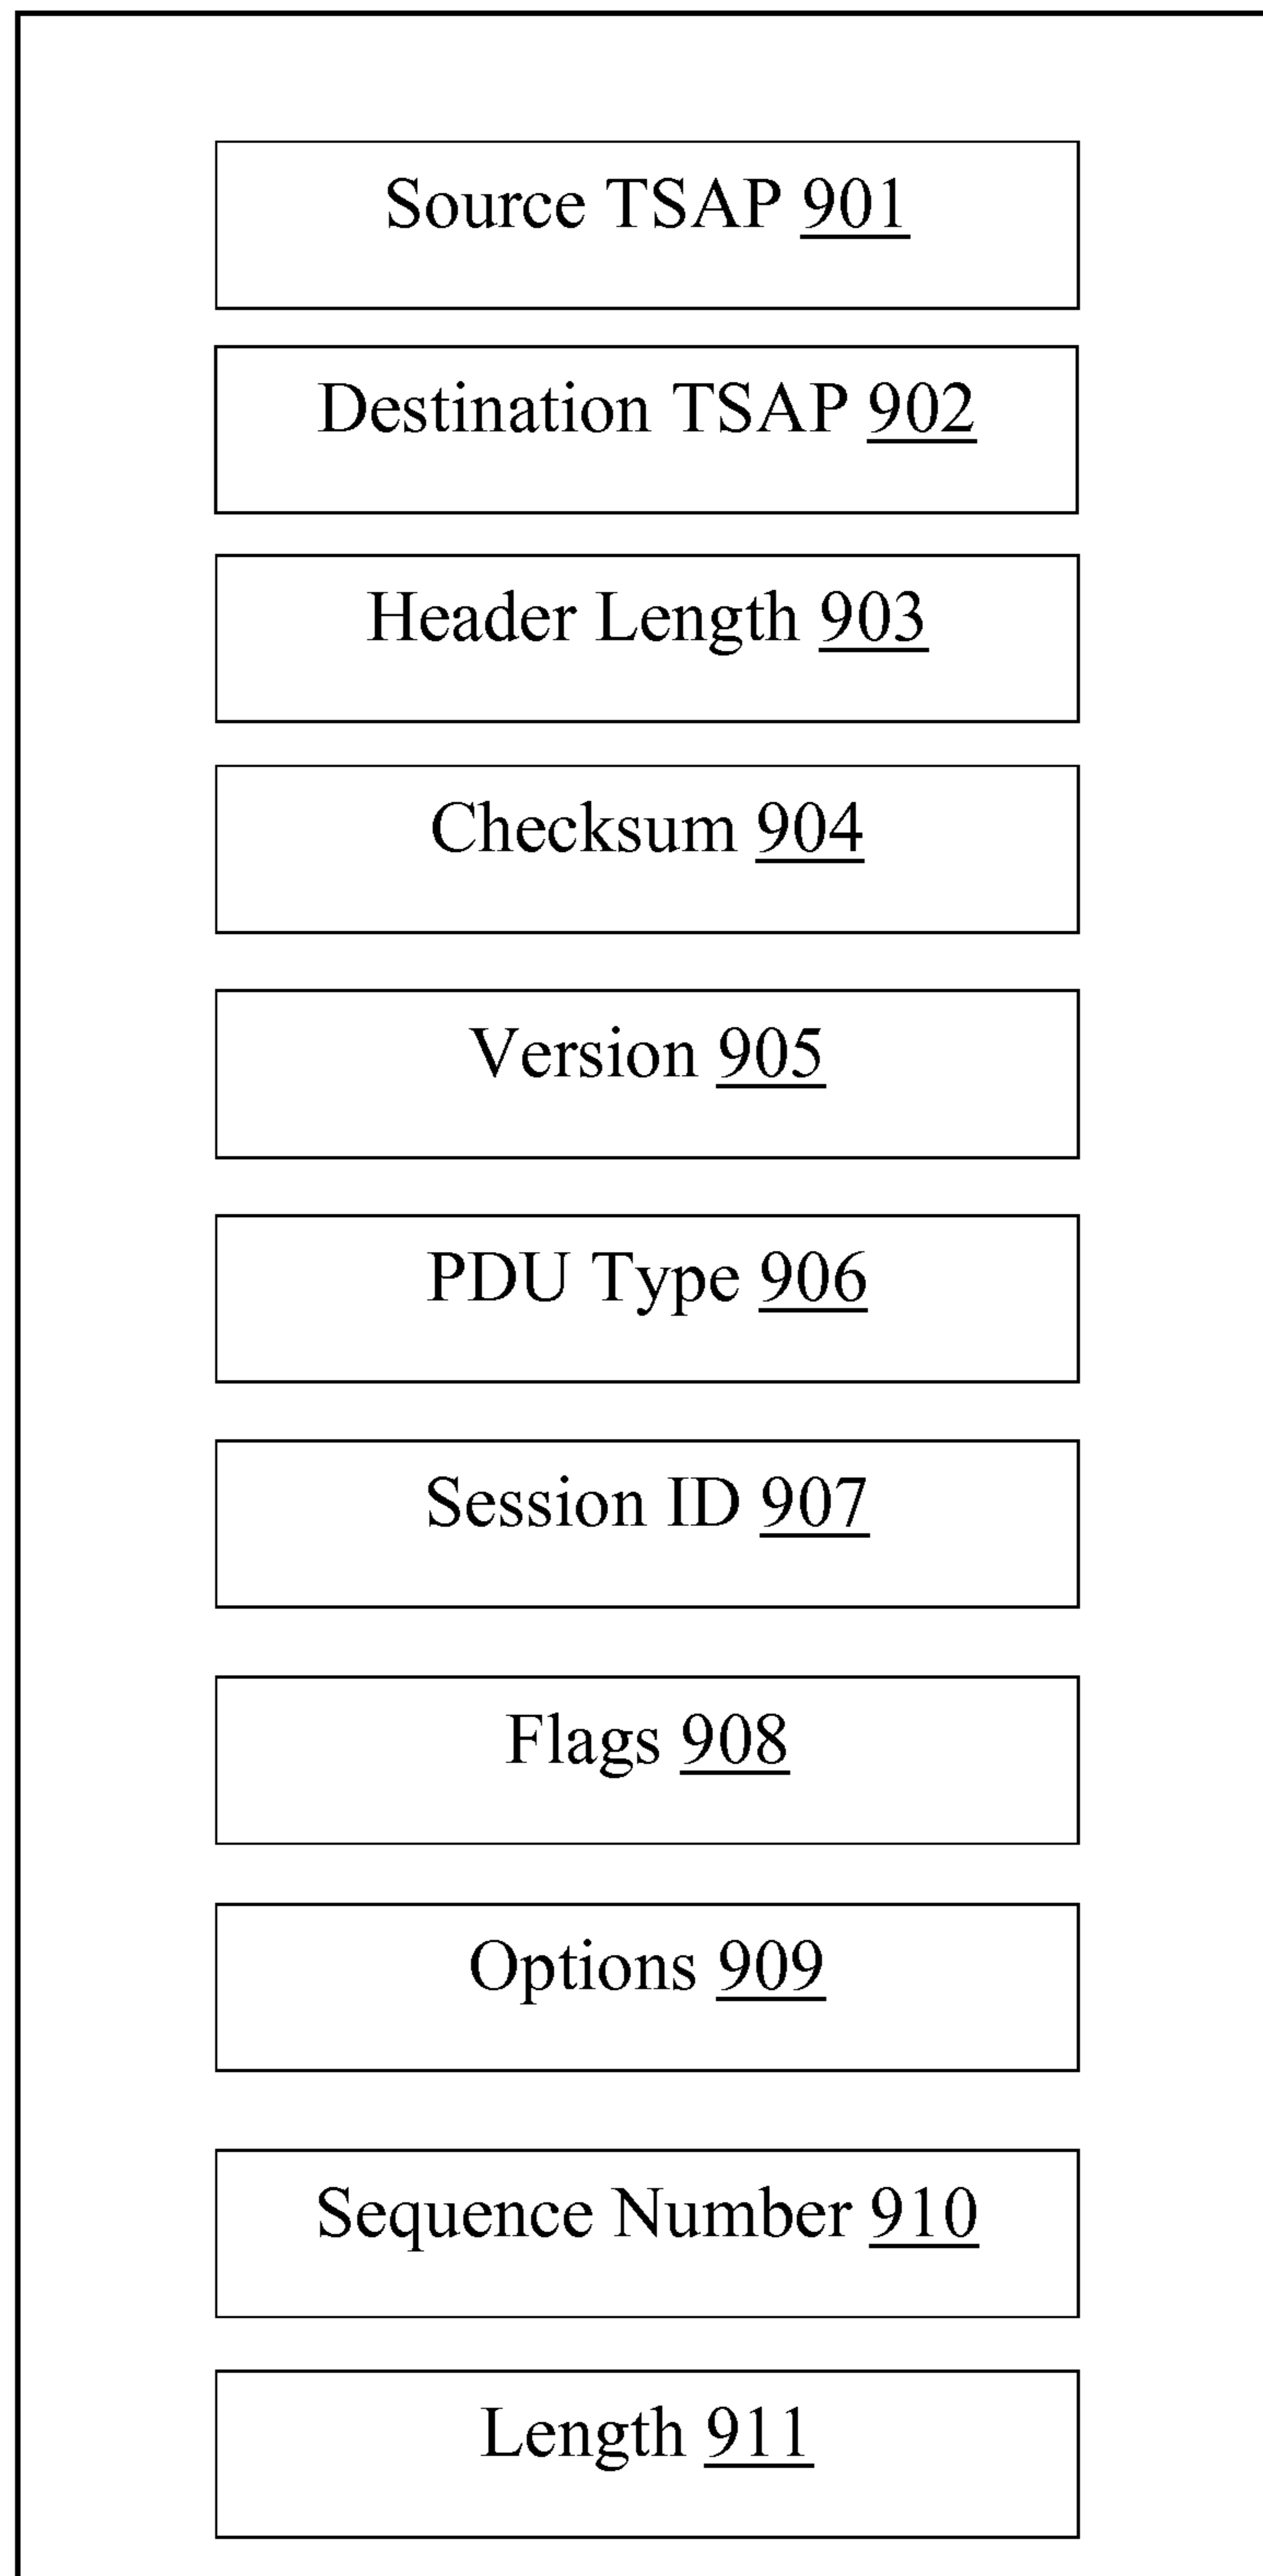 Source TSAP 901
Destination TSAP 902
Header Length 903
Checksum 904
Version 905
PDU Type 906
Session ID 907
Flags 908
Options 909
Sequence Number 910
Length 911